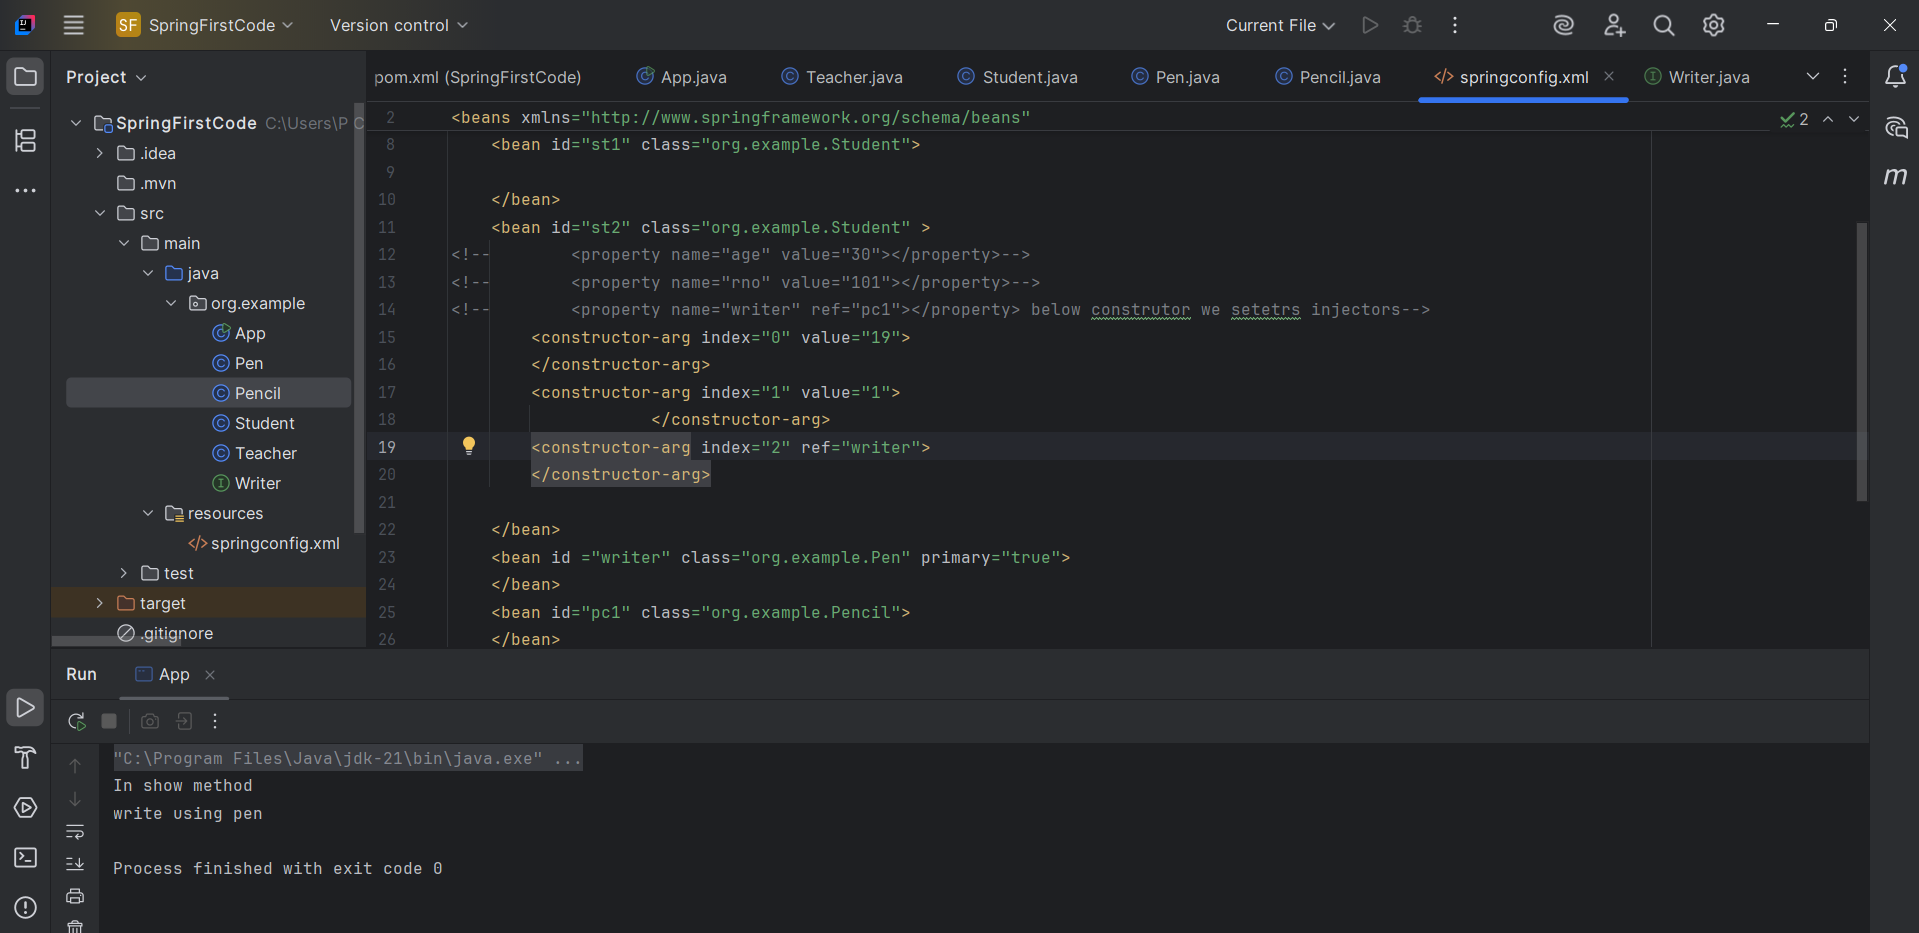 SF SpringFirstCode Version control Current File
Project
pom.xml (SpringFirstCode) App.java Teacher.java Student.java Pen.java Pencil.java springconfig.xml Writer.java
SpringFirstCode C:\Users\P C
.idea
.mvn
src
main
java
org.example
App
Pen
Pencil
Student
Teacher
Writer
resources
springconfig.xml
test
target
.gitignore
2 <beans xmlns="http://www.springframework.org/schema/beans" 2
8 <bean id="st1" class="org.example.Student">
9
10 </bean>
11 <bean id="st2" class="org.example.Student" >
12 <!-- <property name="age" value="30"></property>-->
13 <!-- <property name="rno" value="101"></property>-->
14 <!-- <property name="writer" ref="pc1"></property> below construtor we setetrs injectors-->
15 <constructor-arg index="0" value="19">
16 </constructor-arg>
17 <constructor-arg index="1" value="1">
18 </constructor-arg>
19 <constructor-arg index="2" ref="writer">
20 </constructor-arg>
21
22 </bean>
23 <bean id ="writer" class="org.example.Pen" primary="true">
24 </bean>
25 <bean id="pc1" class="org.example.Pencil">
26 </bean>
m
Run App
"C:\Program Files\Java\jdk-21\bin\java.exe" ...
In show method
write using pen
Process finished with exit code 0